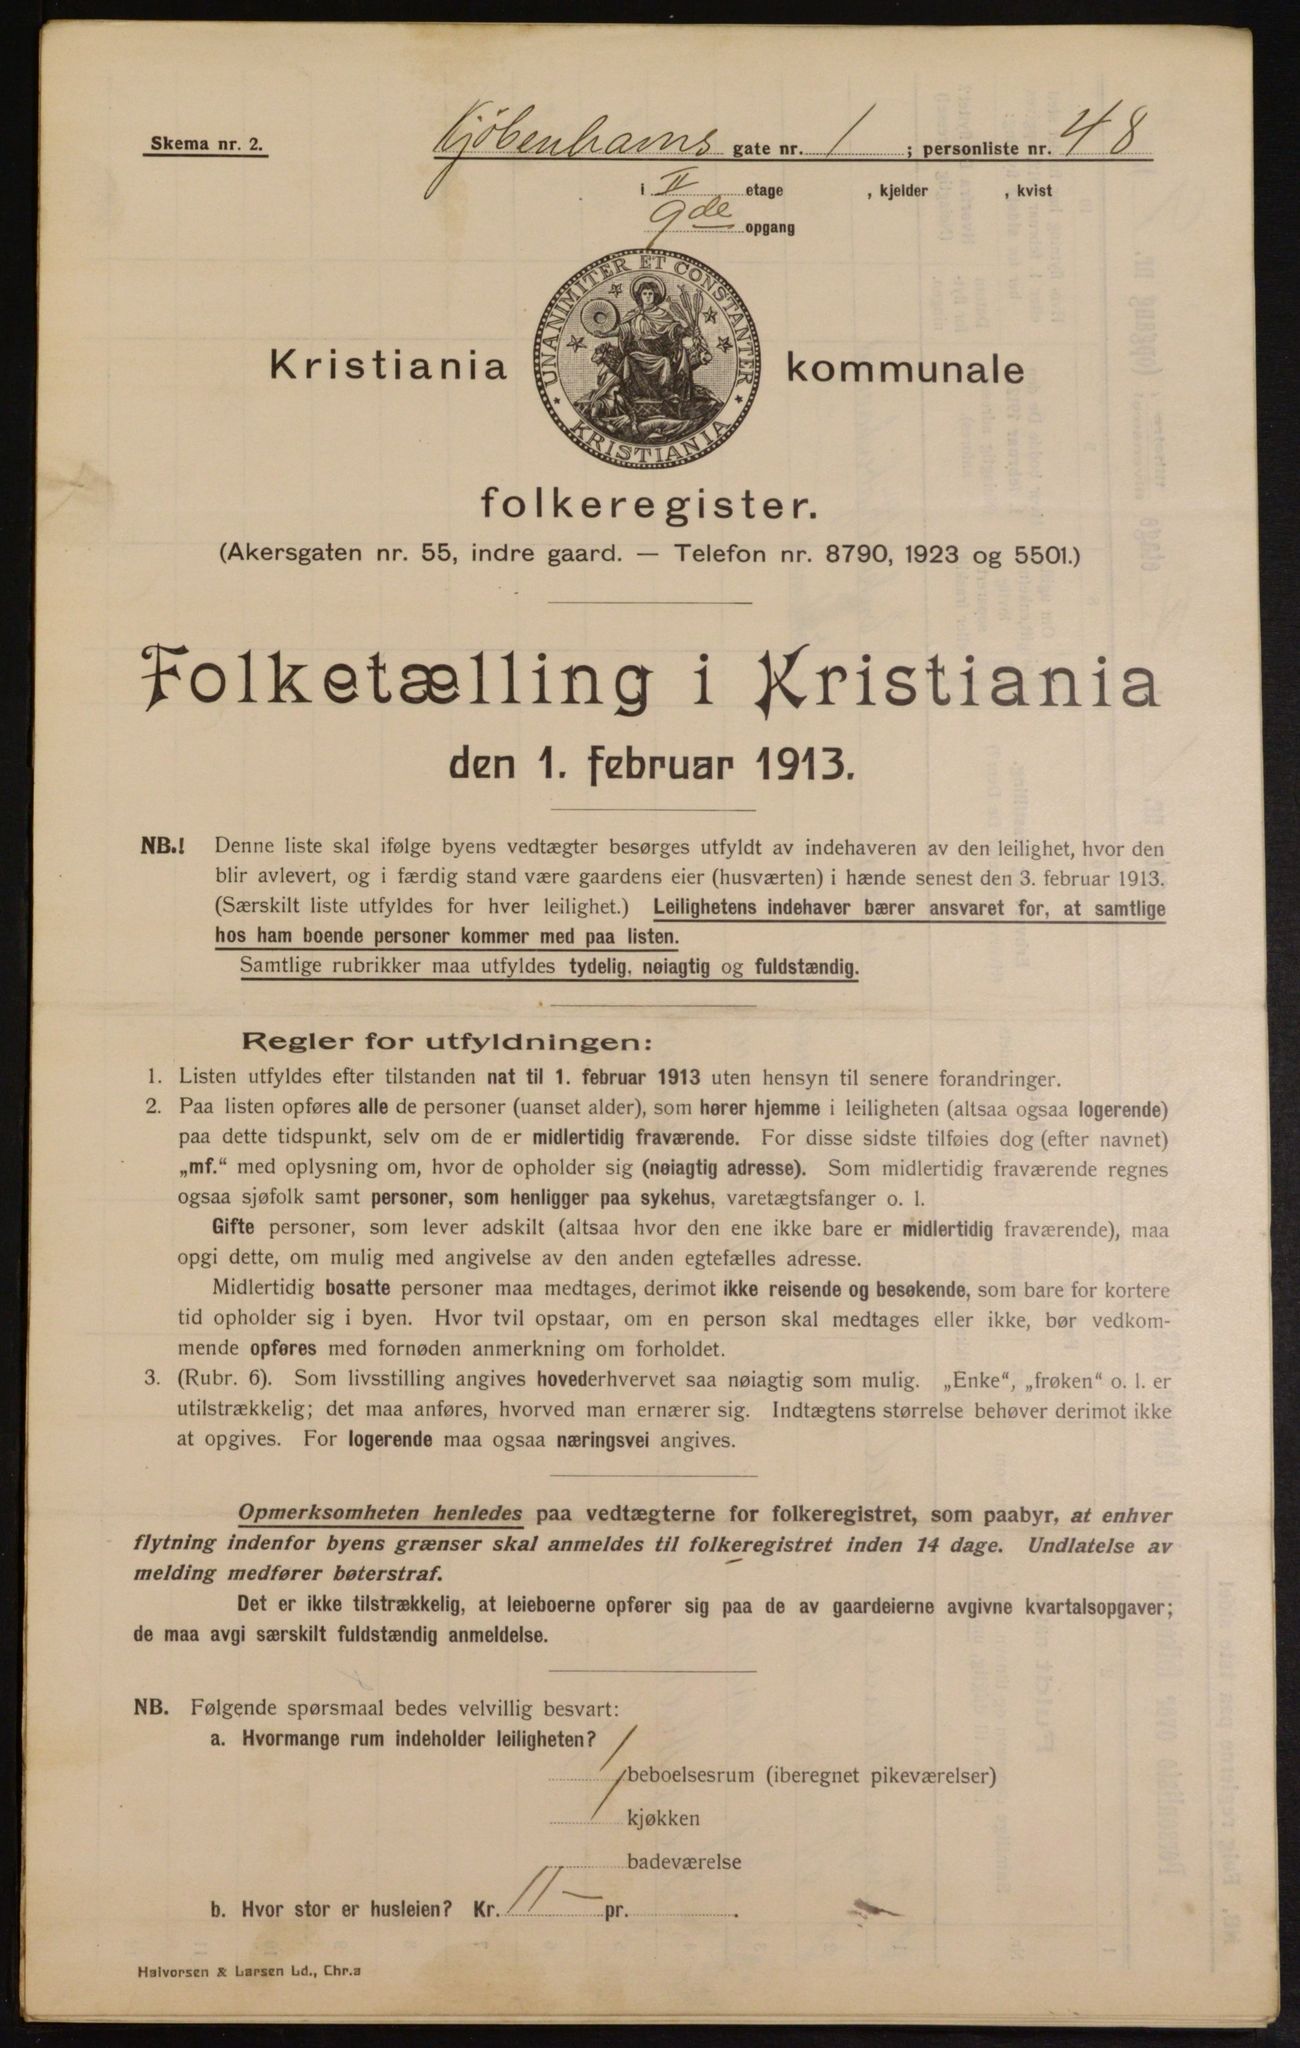 Skema nr. 2.
Kjøbenhavns gate nr. 1 ; personliste nr. 48
i II etage , kjelder , kvist
9de opgang
UNANIMITER ET CONSTANTER
KRISTIANIA
Kristiania kommunale
folkeregister.
(Akersgaten nr. 55, indre gaard. — Telefon nr. 8790, 1923 og 5501.)
Folketælling i Kristiania
den 1. februar 1913.
NB.! Denne liste skal ifølge byens vedtægter besørges utfyldt av indehaveren av den leilighet, hvor den
blir avlevert, og i færdig stand være gaardens eier (husværten) i hænde senest den 3. februar 1913.
(Særskilt liste utfyldes for hver leilighet.) Leilighetens indehaver bærer ansvaret for, at samtlige
hos ham boende personer kommer med paa listen.
Samtlige rubrikker maa utfyldes tydelig, nøiagtig og fuldstændig.
Regler for utfyldningen:
1. Listen utfyldes efter tilstanden nat til 1. februar 1913 uten hensyn til senere forandringer.
2. Paa listen opføres alle de personer (uanset alder), som hører hjemme i leiligheten (altsaa ogsaa logerende)
paa dette tidspunkt, selv om de er midlertidig fraværende. For disse sidste tilføies dog (efter navnet)
„mf.“ med oplysning om, hvor de opholder sig (nøiagtig adresse). Som midlertidig fraværende regnes
ogsaa sjøfolk samt personer, som henligger paa sykehus, varetægtsfanger o. l.
Gifte personer, som lever adskilt (altsaa hvor den ene ikke bare er midlertidig fraværende), maa
opgi dette, om mulig med angivelse av den anden egtefælles adresse.
Midlertidig bosatte personer maa medtages, derimot ikke reisende og besøkende, som bare for kortere
tid opholder sig i byen. Hvor tvil opstaar, om en person skal medtages eller ikke, bør vedkom-
mende opføres med fornøden anmerkning om forholdet.
3. (Rubr. 6). Som livsstilling angives hovederhvervet saa nøiagtig som mulig. „Enke“, „frøken“ o. l. er
utilstrækkelig; det maa anføres, hvorved man ernærer sig. Indtægtens størrelse behøver derimot ikke
at opgives. For logerende maa ogsaa næringsvei angives.
Opmerksomheten henledes paa vedtægterne for folkeregistret, som paabyr, at enhver
flytning indenfor byens grænser skal anmeldes til folkeregistret inden 14 dage. Undlatelse av
melding medfører bøterstraf.
Det er ikke tilstrækkelig, at leieboerne opfører sig paa de av gaardeierne avgivne kvartalsopgaver;
de maa avgi særskilt fuldstændig anmeldelse.
NB. Følgende spørsmaal bedes velvillig besvart:
a. Hvormange rum indeholder leiligheten?
1 beboelsesrum (iberegnet pikeværelser)
1 kjøkken
badeværelse
b. Hvor stor er husleien? Kr. 11— pr. .
Halvorsen & Larsen Ld., Chr.a